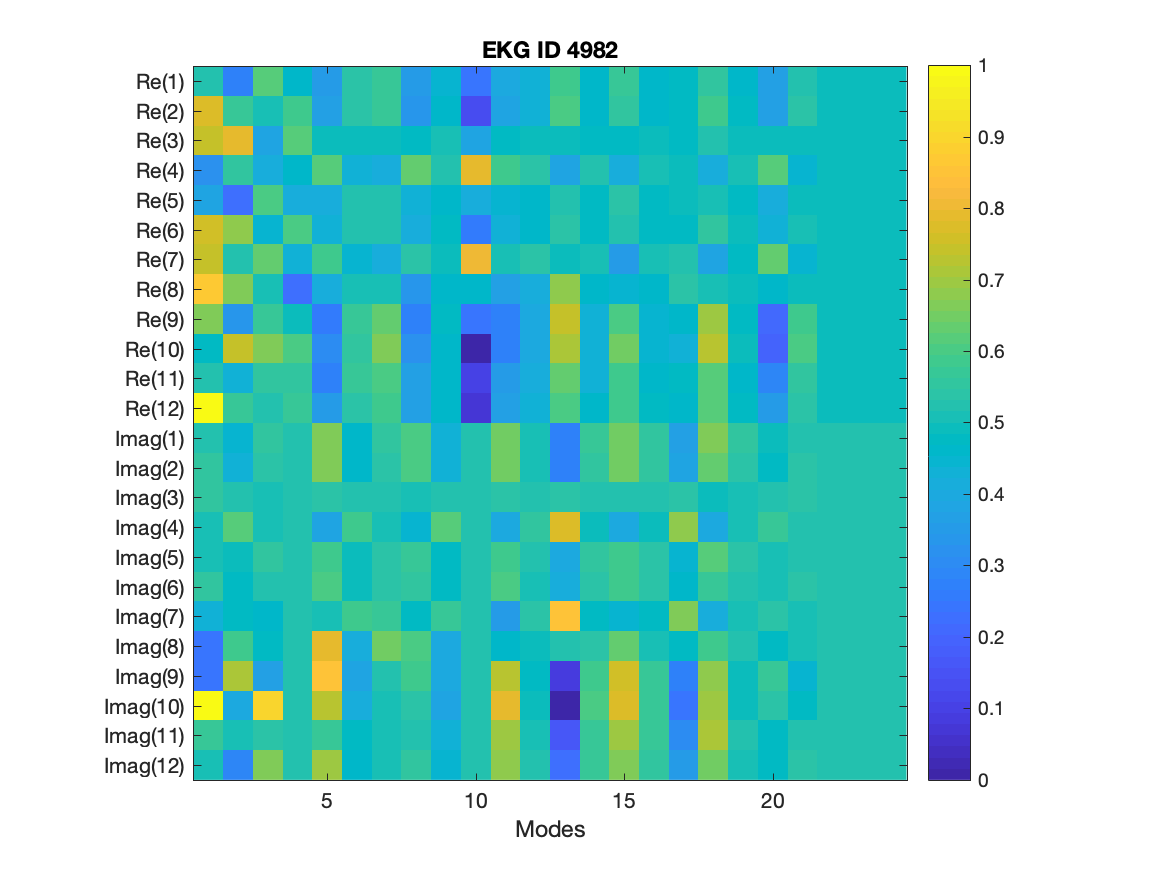 EKG ID 4982
Re(1)
Re(2)
Re(3)
Re(4)
Re(5)
Re(6)
Re(7)
Re(8)
Re(9)
Re(10)
Re(11)
Re(12)
Imag(1)
Imag(2)
Imag(3)
Imag(4)
Imag(5)
Imag(6)
Imag(7)
Imag(8)
Imag(9)
Imag(10)
Imag(11)
Imag(12)
5 10 15 20
Modes
1
0.9
0.8
0.7
0.6
0.5
0.4
0.3
0.2
0.1
0